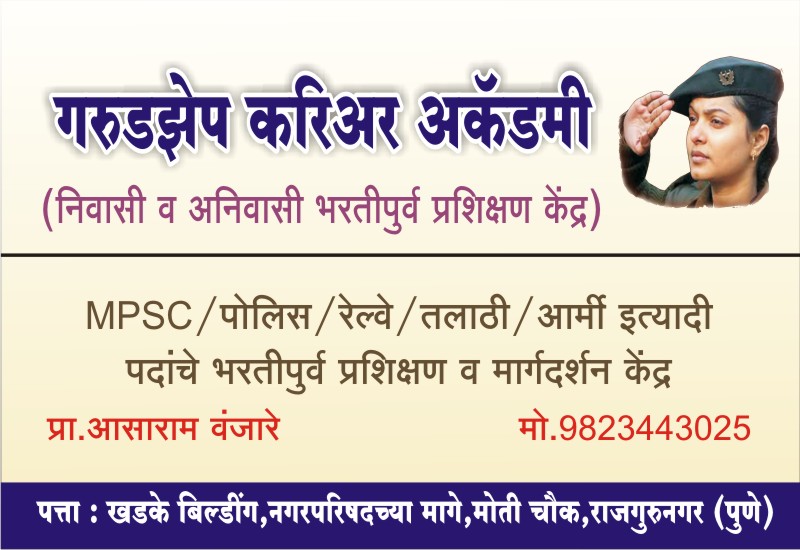 गरुडझेप करिअर अकॅडमी
(निवासी व अनिवासी भरतीपुर्व प्रशिक्षण केंद्र)
MPSC/पोलिस/रेल्वे/तलाठी/आर्मी इत्यादी
पदांचे भरतीपुर्व प्रशिक्षण व मार्गदर्शन केंद्र
प्रा.आसाराम वंजारे मो.9823443025
पत्ता : खडके बिल्डींग,नगरपरिषदच्या मागे,मोती चौक,राजगुरुनगर (पुणे)